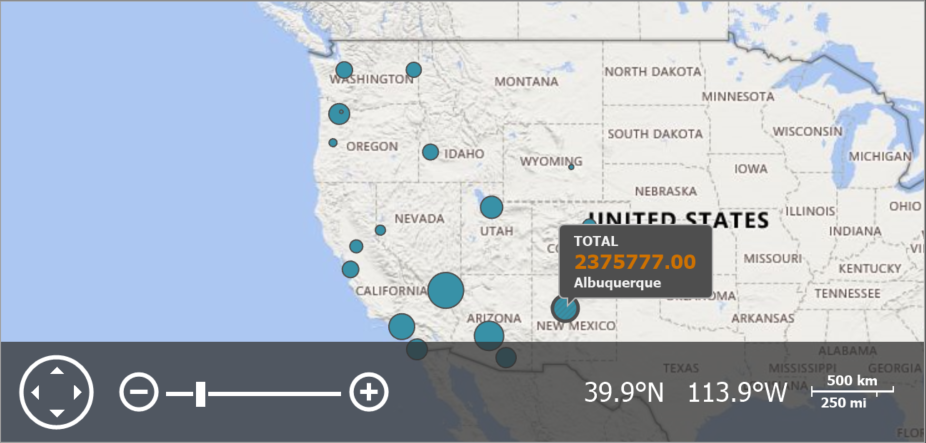 WASHINGTON
MONTANA
NORTH DAKOTA
MINNESOTA
OREGON
IDAHO
SOUTH DAKOTA
WISCONSIN
WYOMING
MICHIGAN
IOWA
NEBRASKA
NEVADA
UTAH
UNITED STATES
ILLINOIS
OHIO
INDIANA
TOTAL
2375777.00
Albuquerque
MISSOURI
KENTUCKY
CALIFORNIA
TENNESSEE
ARIZONA
NEW MEXICO
ARKANSAS
ALABAMA
TEXAS
MISSISSIPPI
GEORGIA
39.9°N 113.9°W
500 km
250 mi